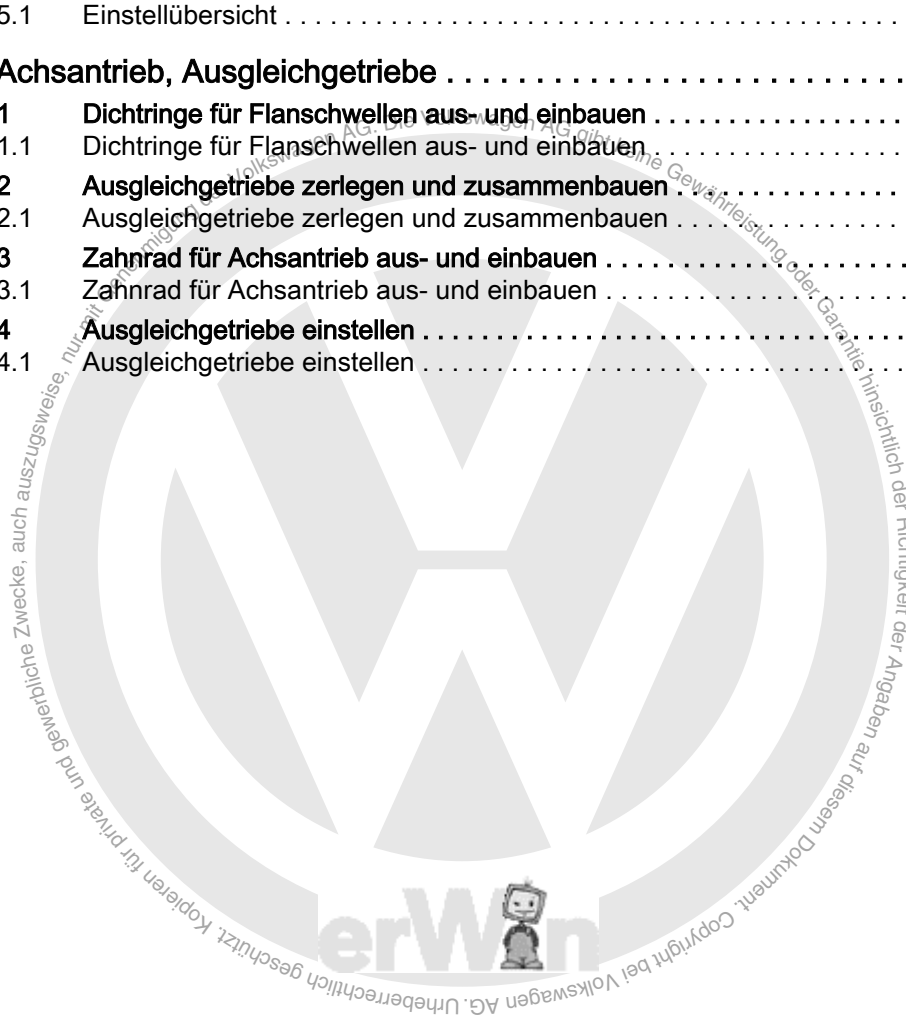 5.1 Einstellübersicht . . . . . . . . . . . . . . . . . . . . . . . . . . . . . . . . . . . . . . . . . .
Achsantrieb, Ausgleichgetriebe . . . . . . . . . . . . . . . . . . . . . . . . . .
1 Dichtringe für Flanschwellen aus- und einbauen . . . . . . . . . . . . . . . . .
1.1 Dichtringe für Flanschwellen aus- und einbauen . . . . . . . . . . . . . . . . .
2 Ausgleichgetriebe zerlegen und zusammenbauen . . . . . . . . . . . . . . .
2.1 Ausgleichgetriebe zerlegen und zusammenbauen . . . . . . . . . . . . . . .
3 Zahnrad für Achsantrieb aus- und einbauen . . . . . . . . . . . . . . . . . . . .
3.1 Zahnrad für Achsantrieb aus- und einbauen . . . . . . . . . . . . . . . . . . . .
4 Ausgleichgetriebe einstellen . . . . . . . . . . . . . . . . . . . . . . . . . . . . . . . .
4.1 Ausgleichgetriebe einstellen . . . . . . . . . . . . . . . . . . . . . . . . . . . . . . . .
Urheberrechtlich geschützt. Kopieren für private und gewerbliche Zwecke, auch auszugsweise, nur mit Genehmigung der Volkswagen AG. Die Volkswagen AG gibt keine Gewährleistung oder Garantie hinsichtlich der Richtigkeit der Angaben auf diesem Dokument. Copyright bei Volkswagen AG.
erWin